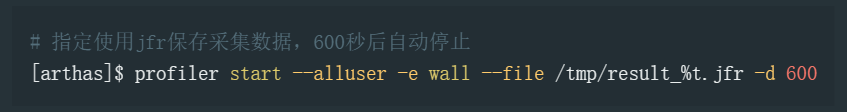 # 指定使用jfr保存采集数据，600秒后自动停止
[arthas]$ profiler start --alluser -e wall --file /tmp/result_%t.jfr -d 600